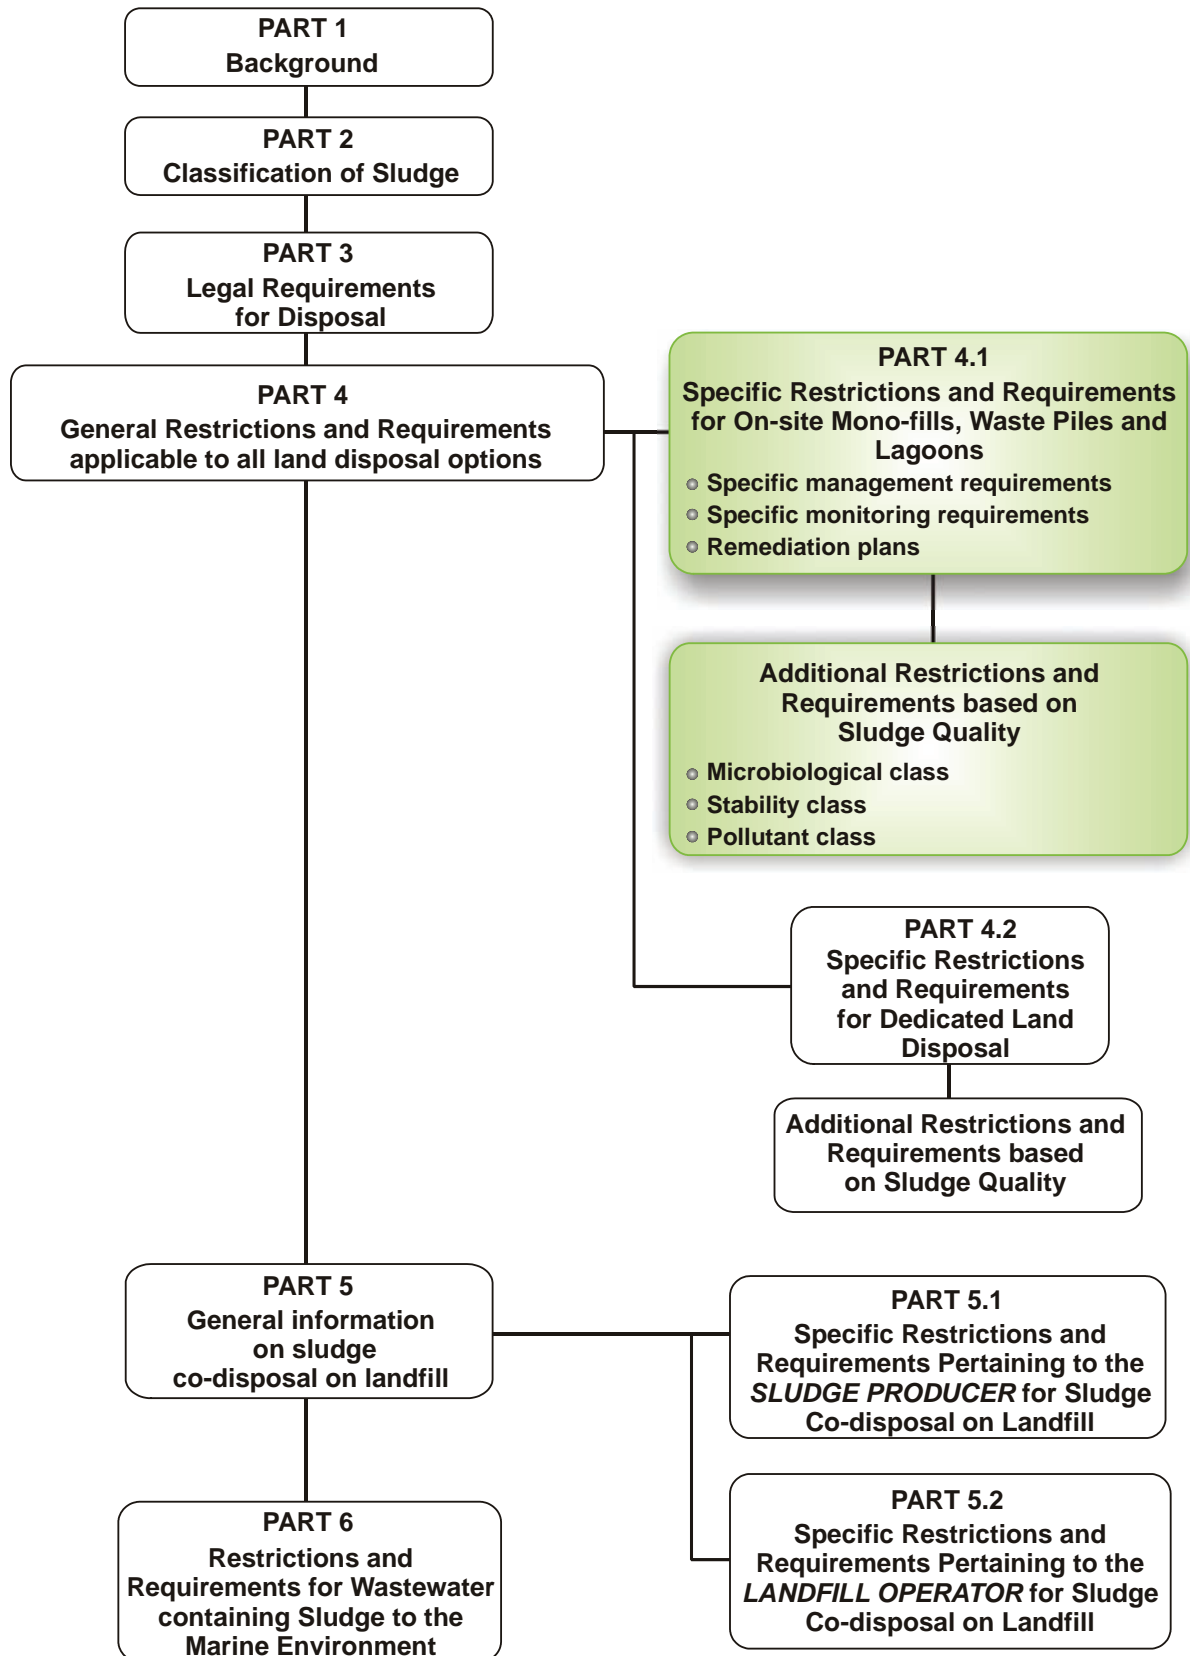 PART 1
Background
PART 2
Classification of Sludge
PART 3
Legal Requirements
for Disposal
PART 4
General Restrictions and Requirements
applicable to all land disposal options
PART 4.1
Specific Restrictions and Requirements
for On-site Mono-fills, Waste Piles and
Lagoons
Specific management requirements
Specific monitoring requirements
Remediation plans
Additional Restrictions and
Requirements based on
Sludge Quality
Microbiological class
Stability class
Pollutant class
PART 4.2
Specific Restrictions
and Requirements
for Dedicated Land
Disposal
Additional Restrictions and
Requirements based
on Sludge Quality
PART 5
General information
on sludge
co-disposal on landfill
PART 5.1
Specific Restrictions and
Requirements Pertaining to the
SLUDGE PRODUCER for Sludge
Co-disposal on Landfill
PART 5.2
Specific Restrictions and
Requirements Pertaining to the
LANDFILL OPERATOR for Sludge
Co-disposal on Landfill
PART 6
Restrictions and
Requirements for Wastewater
containing Sludge to the
Marine Environment